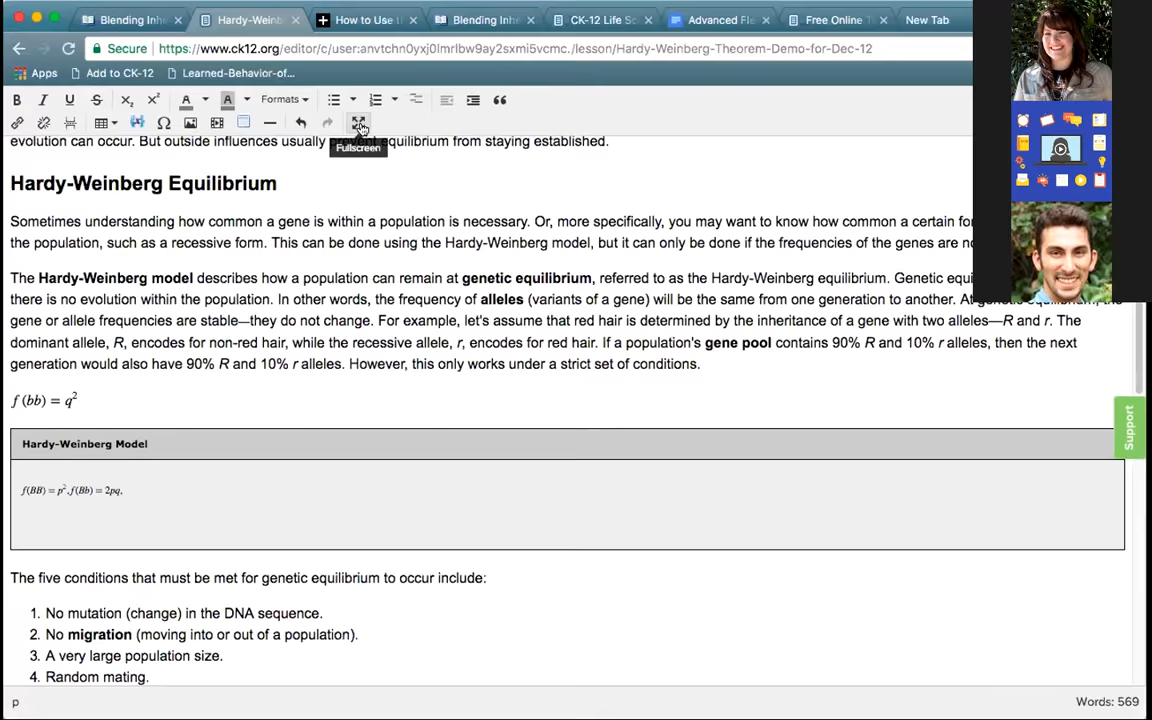 Blending Inhe
Hardy-Weinb
How to Use t
Blending Inhe
CK-12 Life Sc
Advanced Fle
Free Online T
New Tab
Secure
https://www.ck12.org/editor/c/user:anvtchn0yxj0lmrlbw9ay2sxmi5vcmc./lesson/Hardy-Weinberg-Theorem-Demo-for-Dec-12
Apps
Add to CK-12
Learned-Behavior-of...
Formats
Fullscreen
evolution can occur. But outside influences usually prevent equilibrium from staying established.
Hardy-Weinberg Equilibrium
Sometimes understanding how common a gene is within a population is necessary. Or, more specifically, you may want to know how common a certain for
the population, such as a recessive form. This can be done using the Hardy-Weinberg model, but it can only be done if the frequencies of the genes are no
The Hardy-Weinberg model describes how a population can remain at genetic equilibrium, referred to as the Hardy-Weinberg equilibrium. Genetic equi
there is no evolution within the population. In other words, the frequency of alleles (variants of a gene) will be the same from one generation to another. At genetic equilibrium, the
gene or allele frequencies are stable—they do not change. For example, let's assume that red hair is determined by the inheritance of a gene with two alleles—R and r. The
dominant allele, R, encodes for non-red hair, while the recessive allele, r, encodes for red hair. If a population's gene pool contains 90% R and 10% r alleles, then the next
generation would also have 90% R and 10% r alleles. However, this only works under a strict set of conditions.
f (bb) = q²
Support
Hardy-Weinberg Model
f(BB) = p², f(Bb) = 2pq,
The five conditions that must be met for genetic equilibrium to occur include:
1. No mutation (change) in the DNA sequence.
2. No migration (moving into or out of a population).
3. A very large population size.
4. Random mating.
p
Words: 569